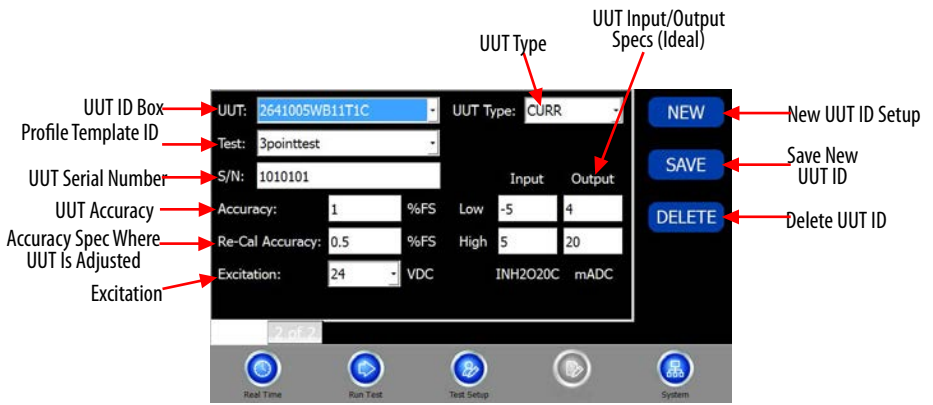 UUT Type
UUT Input/Output
Specs (Ideal)
UUT ID Box
Profile Template ID
UUT Serial Number
UUT Accuracy
Accuracy Spec Where
UUT Is Adjusted
Excitation
UUT: 2641005WB11T1C UUT Type: CURR
Test: 3pointtest
S/N: 1010101
Input Output
Accuracy: 1 %FS Low -5 4
Re-Cal Accuracy: 0.5 %FS High 5 20
Excitation: 24 VDC INH2O20C mADC
2 of 2
NEW
SAVE
DELETE
New UUT ID Setup
Save New
UUT ID
Delete UUT ID
Real Time
Run Test
Test Setup
System